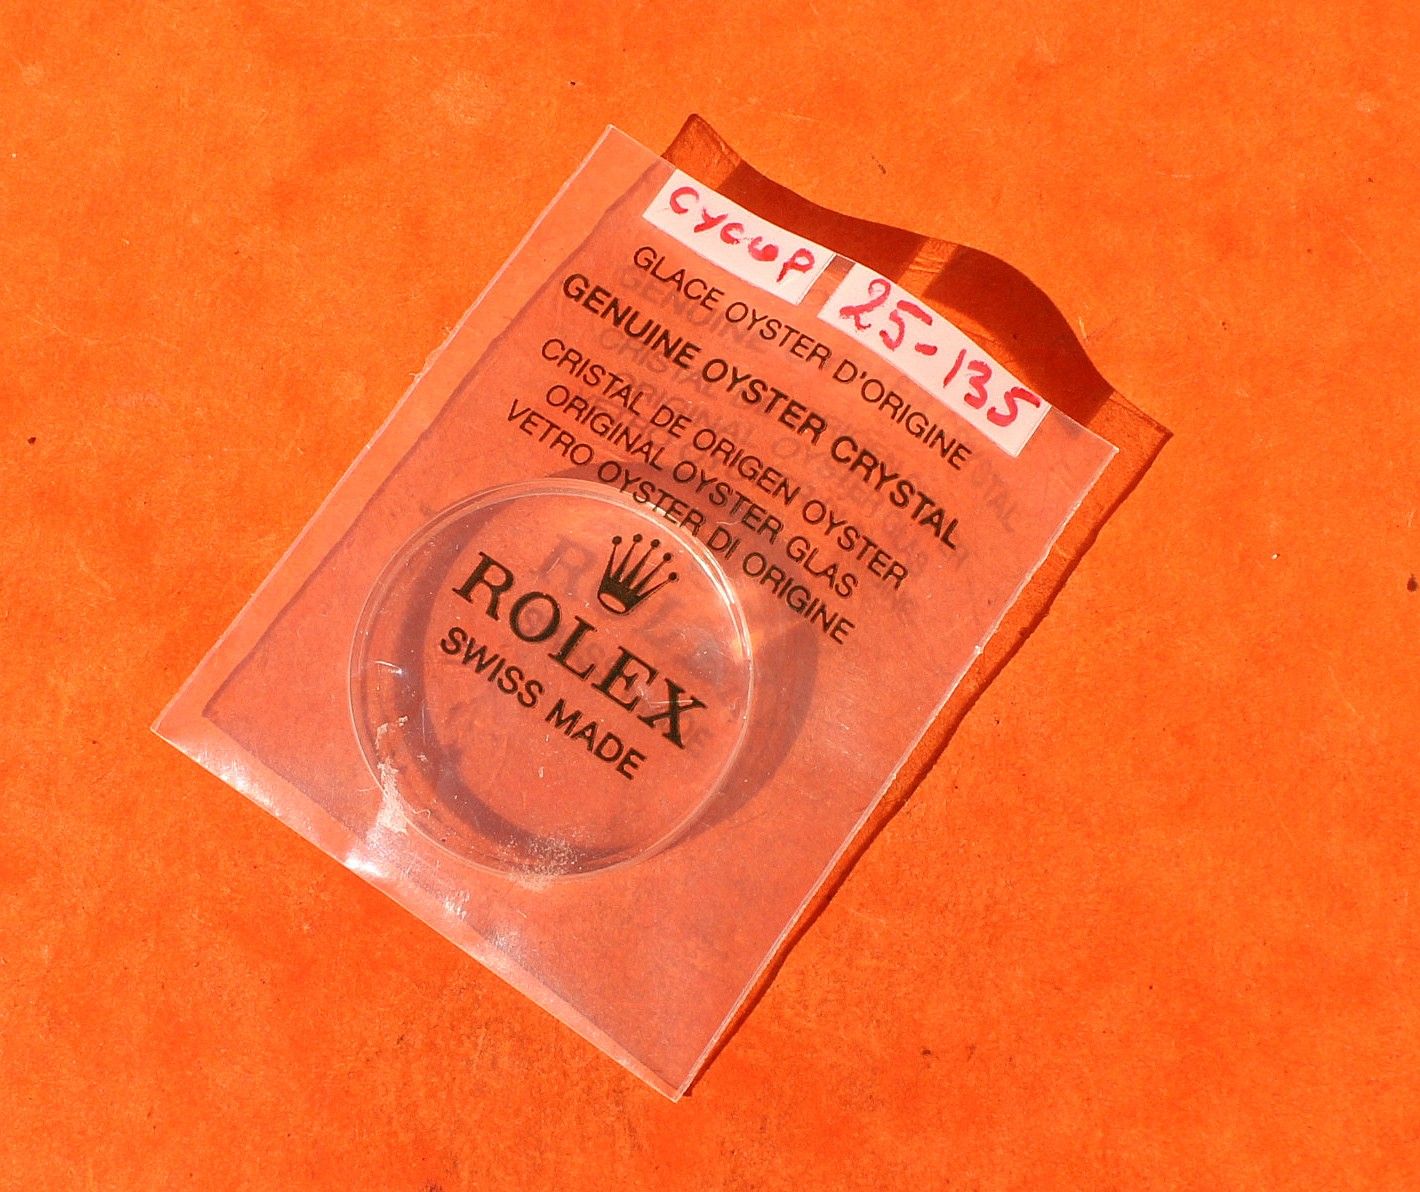 CYCLOP
25-135
GLACE OYSTER D'ORIGINE
GENUINE OYSTER CRYSTAL
CRISTAL DE ORIGEN OYSTER
ORIGINAL OYSTER GLAS
VETRO OYSTER DI ORIGINE
ROLEX
SWISS MADE